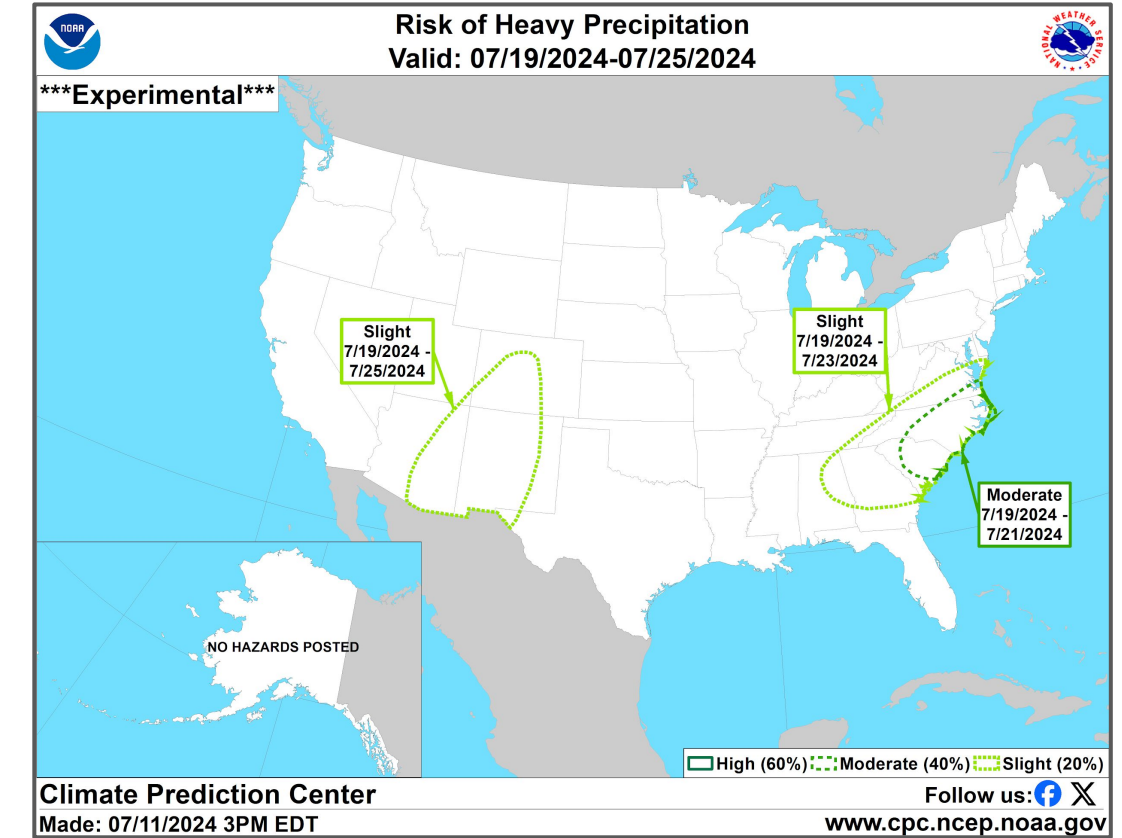 NOAA
Risk of Heavy Precipitation
Valid: 07/19/2024-07/25/2024
NATIONAL WEATHER SERVICE
***Experimental***
Slight
7/19/2024 -
7/25/2024
Slight
7/19/2024 -
7/23/2024
Moderate
7/19/2024 -
7/21/2024
NO HAZARDS POSTED
High (60%) Moderate (40%) Slight (20%)
Climate Prediction Center
Follow us:
Made: 07/11/2024 3PM EDT
www.cpc.ncep.noaa.gov